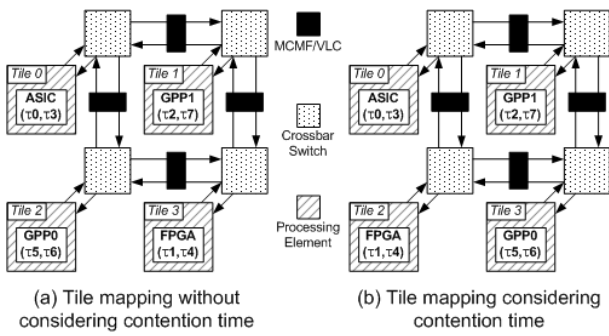 MCMF/VLC
Tile 0
ASIC
(τ0,τ3)
Tile 1
GPP1
(τ2,τ7)
Tile 2
GPP0
(τ5,τ6)
Tile 3
FPGA
(τ1,τ4)
Crossbar
Switch
Processing
Element
Tile 0
ASIC
(τ0,τ3)
Tile 1
GPP1
(τ2,τ7)
Tile 2
FPGA
(τ1,τ4)
Tile 3
GPP0
(τ5,τ6)
(a) Tile mapping without
considering contention time
(b) Tile mapping considering
contention time